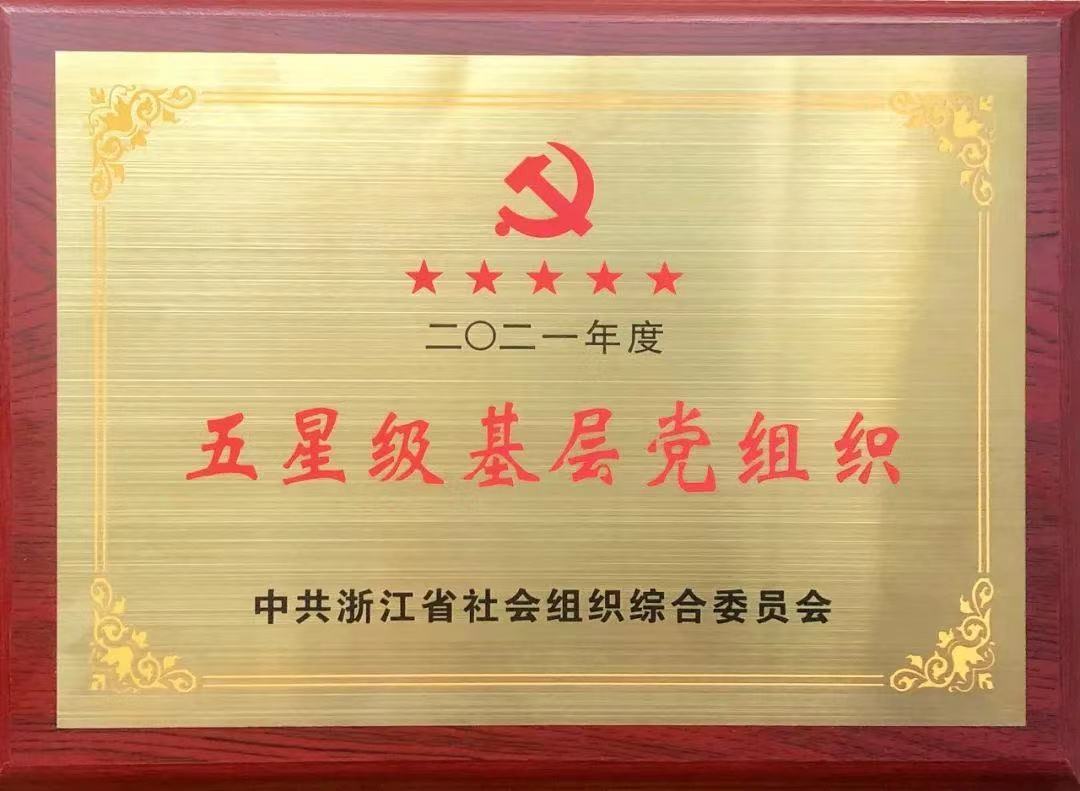 二〇二一年度
五星级基层党组织
中共浙江省社会组织综合委员会